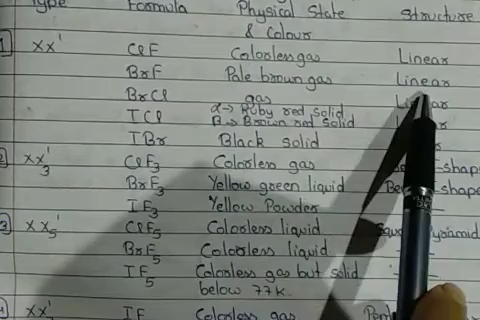 Type Formula Physical State Structure
& Colour
1 XX' ClF Colorless gas Linear
BrF Pale brown gas Linear
BrCl gas
ICl α→ Ruby red solid
β→ Brown red solid
IBr Black solid
2 XX'3 ClF3 Colorless gas
BrF3 Yellow green liquid
IF3 Yellow Powder
3 XX'5 ClF5 Colorless liquid
BrF5 Colorless liquid
IF5 Colorless gas but solid
below 77k.
XX' IF Colorless gas